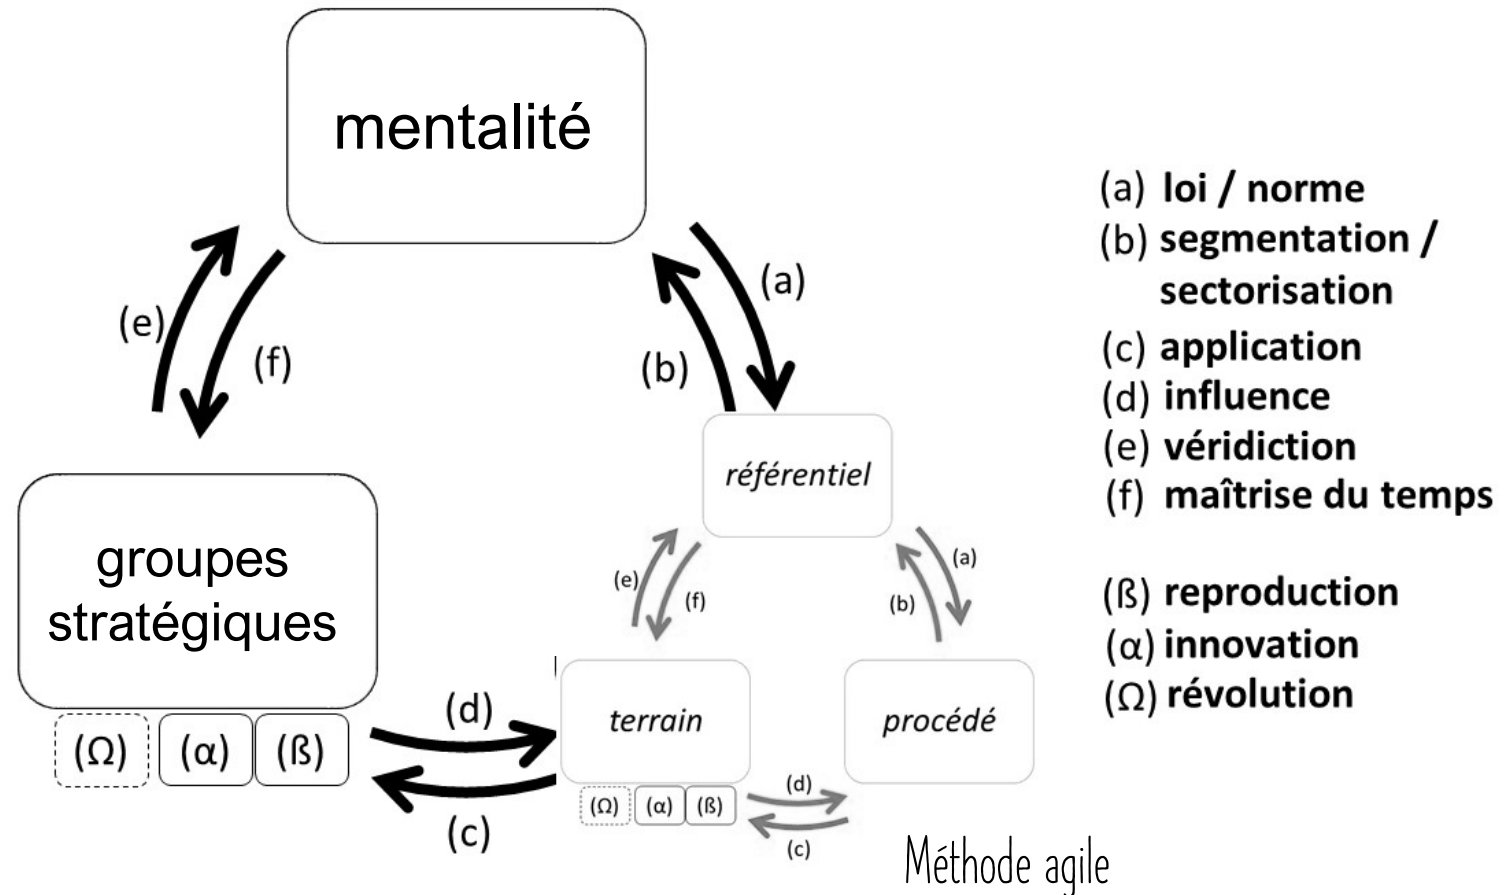 mentalité
(a) loi / norme
(b) segmentation /
sectorisation
(c) application
(d) influence
(e) véridiction
(f) maîtrise du temps
(ß) reproduction
(α) innovation
(Ω) révolution
(e)
(f)
(a)
(b)
référentiel
groupes
stratégiques
(e)
(f)
(a)
(b)
(Ω) (α) (ß)
(d)
(c)
terrain
procédé
(Ω) (α) (ß)
(d)
(c)
Méthode agile